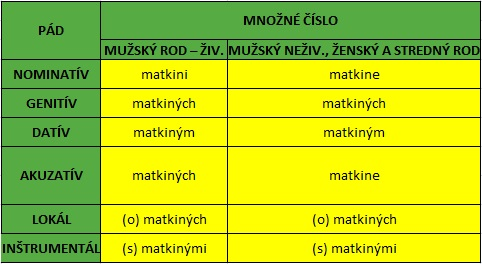 PÁD
MNOŽNÉ ČÍSLO
MUŽSKÝ ROD – ŽIV. MUŽSKÝ NEŽIV., ŽENSKÝ A STREDNÝ ROD
NOMINATÍV matkini matkine
GENITÍV matkiných matkiných
DATÍV matkiným matkiným
AKUZATÍV matkiných matkine
LOKÁL (o) matkiných (o) matkiných
INŠTRUMENTÁL (s) matkinými (s) matkinými